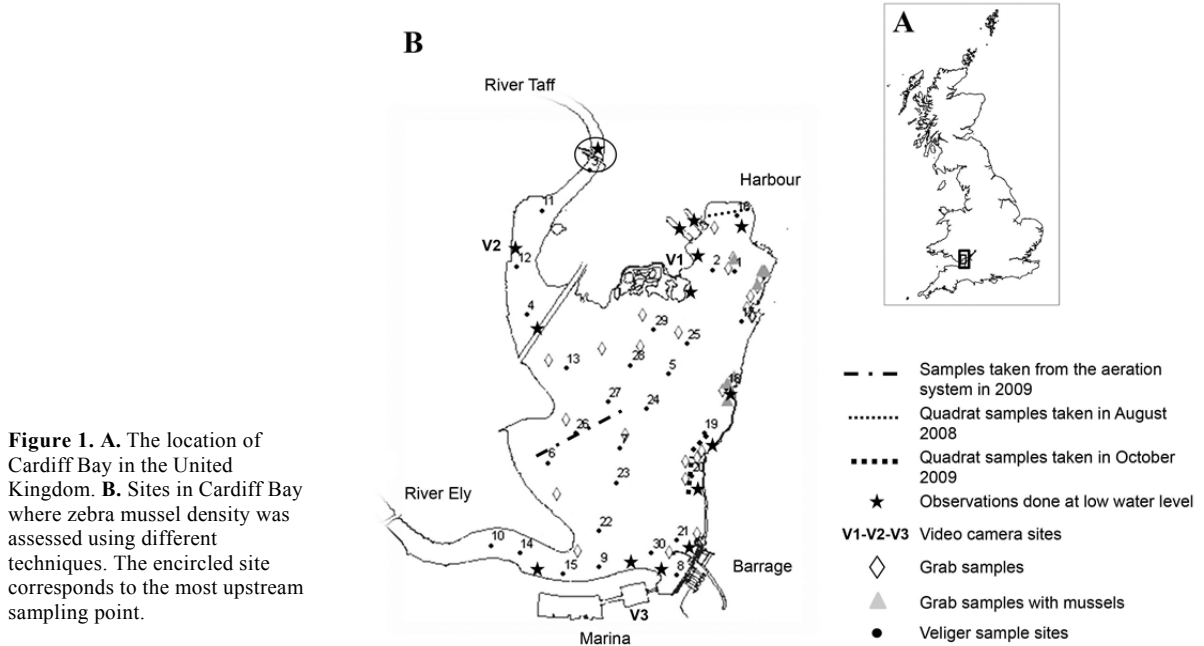 B
A
River Taff
3
Harbour
11
16
V2
V1
12
2
1
4
17
29
25
13
28
5
18
27
24
26
19
7
6
23
River Ely
22
21
10
14
30
15
9
8
Barrage
V3
Marina
Figure 1. A. The location of
Cardiff Bay in the United
Kingdom. B. Sites in Cardiff Bay
where zebra mussel density was
assessed using different
techniques. The encircled site
corresponds to the most upstream
sampling point.
Samples taken from the aeration
system in 2009
Quadrat samples taken in August
2008
Quadrat samples taken in October
2009
Observations done at low water level
V1-V2-V3 Video camera sites
Grab samples
Grab samples with mussels
Veliger sample sites